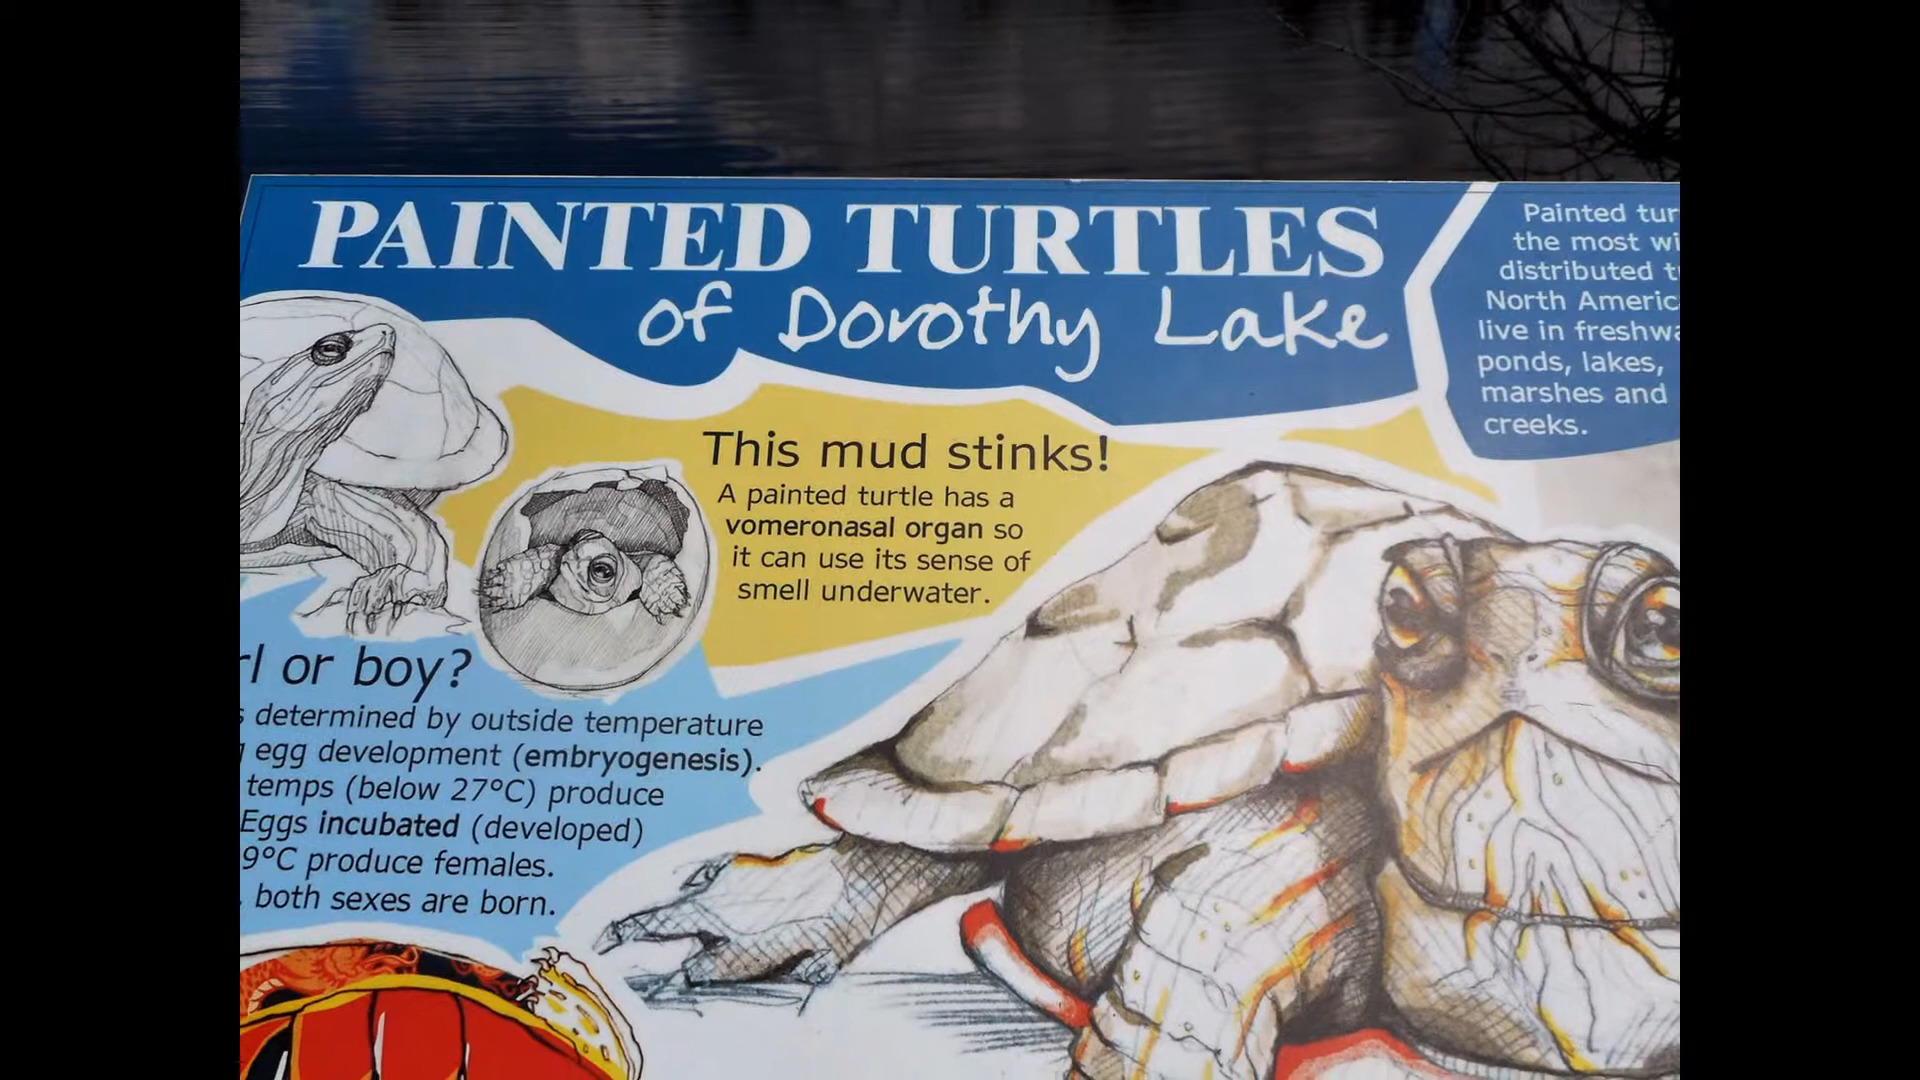 PAINTED TURTLES
of Dorothy Lake
Painted
the most
distributed
North
live in
ponds, lakes,
marshes and
creeks.
This mud stinks!
A painted turtle has a
vomeronasal organ so
it can use its sense of
smell underwater.
or boy?
determined by outside temperature
egg development (embryogenesis).
temps (below 27°C) produce
Eggs incubated (developed)
9°C produce females.
both sexes are born.